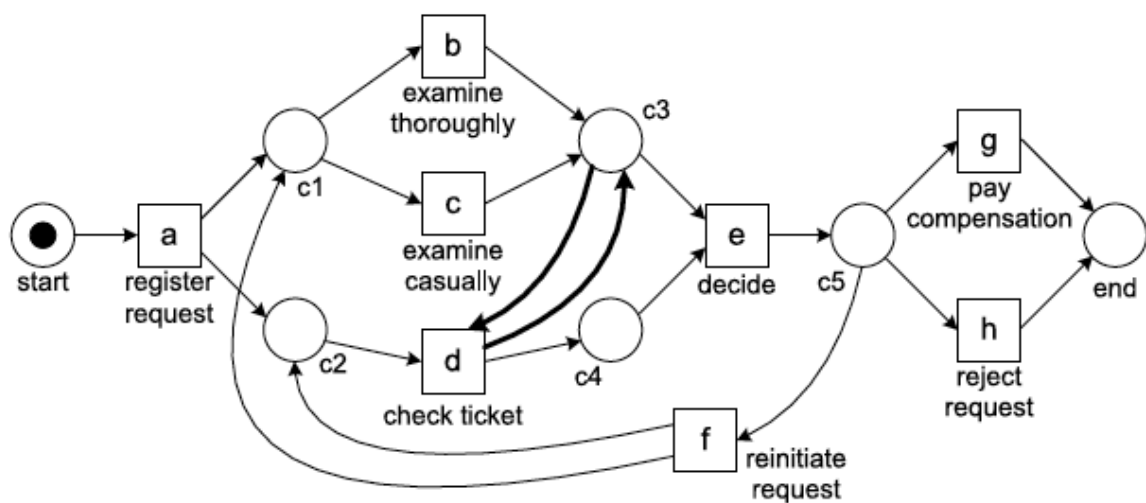 b
examine
thoroughly
c3
g
pay
compensation
c1
c
examine
casually
start
a
register
request
e
decide
c5
end
c2
d
check ticket
c4
h
reject
request
f
reinitiate
request